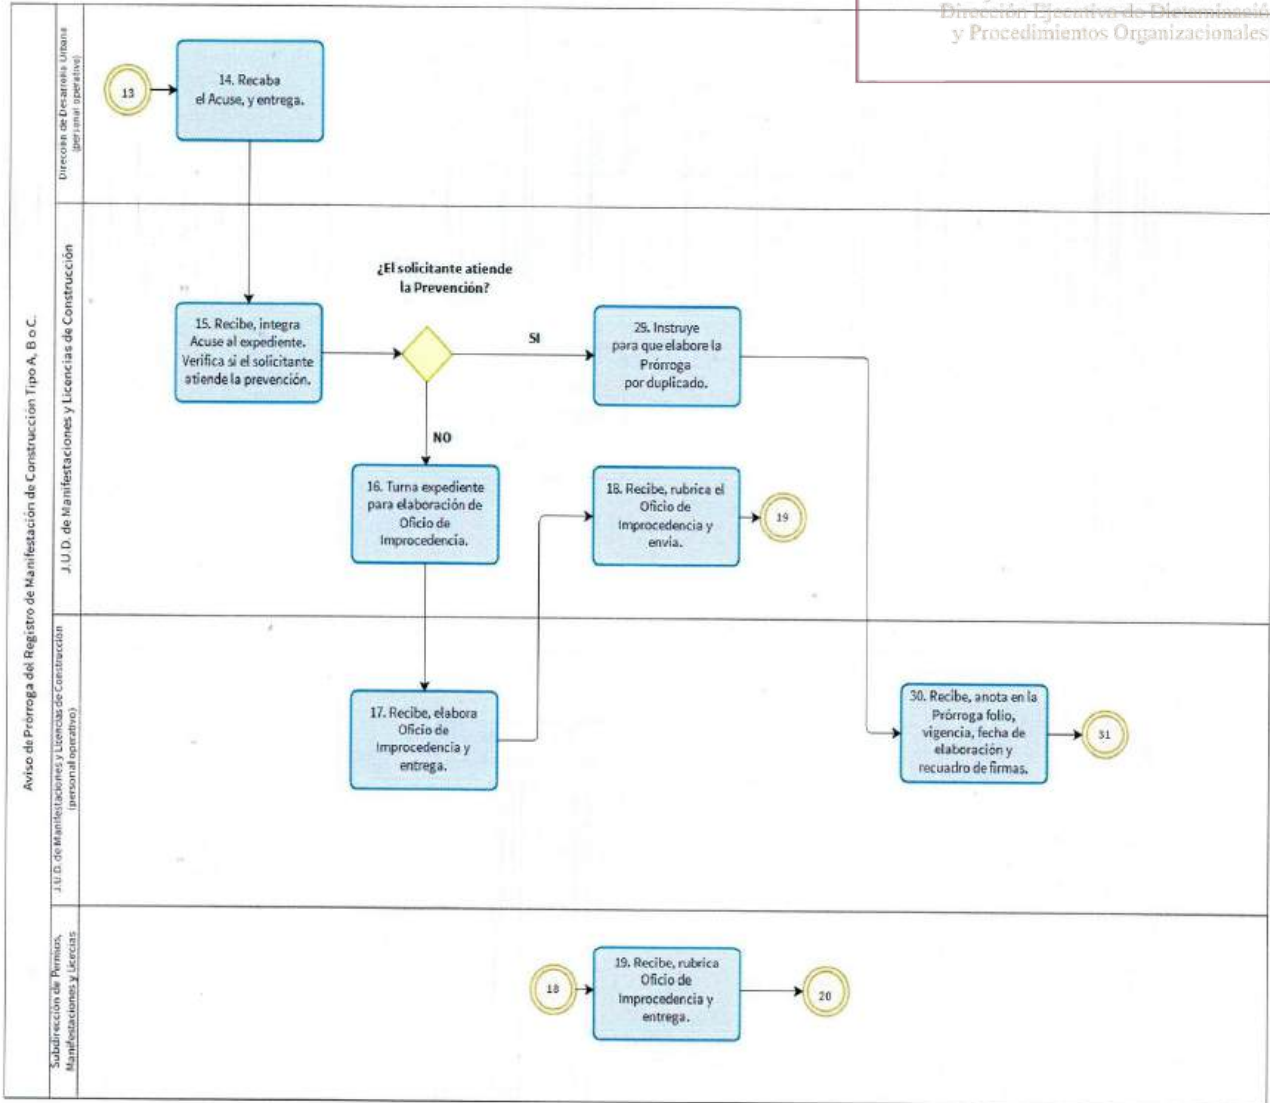 Dirección Ejecutiva de Dictaminació
y Procedimientos Organizacionales
Aviso de Prórroga del Registro de Manifestación de Construcción Tipo A, B o C.
Dirección de Desarrollo Urbano
(personal operativo)
13
14. Recaba
el Acuse, y entrega.
J.U.D. de Manifestaciones y Licencias de Construcción
¿El solicitante atiende
la Prevención?
15. Recibe, integra
Acuse al expediente.
Verifica si el solicitante
atiende la prevención.
SI
29. Instruye
para que elabore la
Prórroga
por duplicado.
NO
16. Turna expediente
para elaboración de
Oficio de
Improcedencia.
18. Recibe, rubrica el
Oficio de
Improcedencia y
envia.
19
J.U.D. de Manifestaciones y Licencias de Construcción
(personal operativo)
17. Recibe, elabora
Oficio de
Improcedencia y
entrega.
30. Recibe, anota en la
Prórroga folio,
vigencia, fecha de
elaboración y
recuadro de firmas.
31
Subdirección de Permisos,
Manifestaciones y Licencias
18
19. Recibe, rubrica
Oficio de
Improcedencia y
entrega.
20